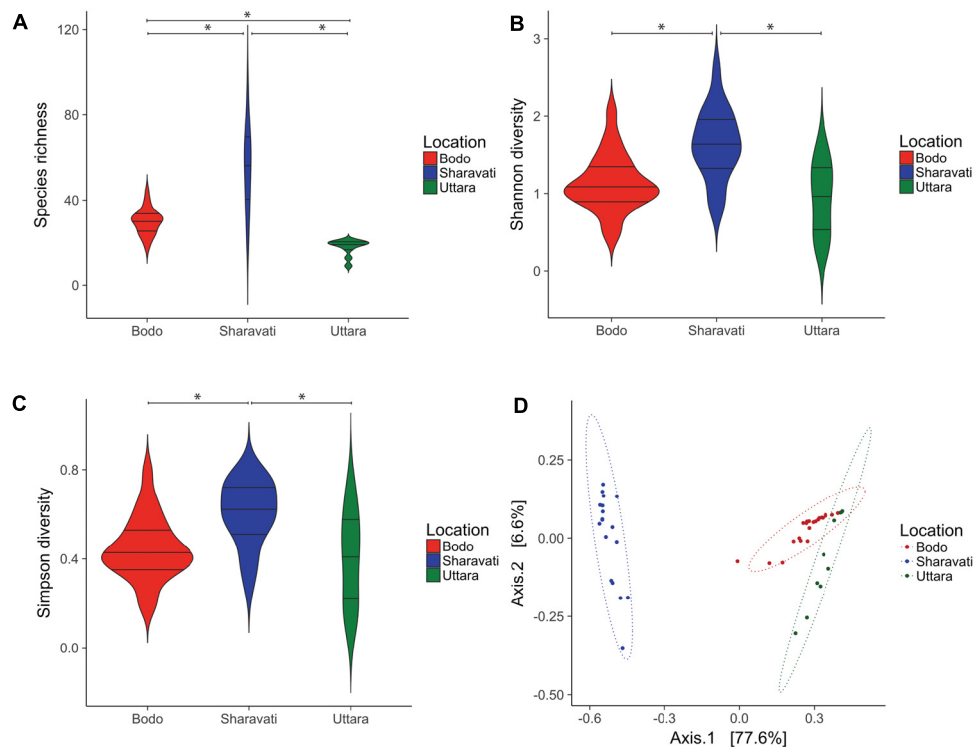 A
120
80
40
0
Species richness
*
*
*
Bodo
Sharavati
Uttara
Location
Bodo
Sharavati
Uttara
B
3
2
1
0
Shannon diversity
*
*
Bodo
Sharavati
Uttara
Location
Bodo
Sharavati
Uttara
C
0.8
0.4
0.0
Simpson diversity
*
*
Bodo
Sharavati
Uttara
Location
Bodo
Sharavati
Uttara
D
0.25
0.00
-0.25
-0.50
Axis.2 [6.6%]
-0.6
-0.3
0.0
0.3
Axis.1 [77.6%]
Location
Bodo
Sharavati
Uttara